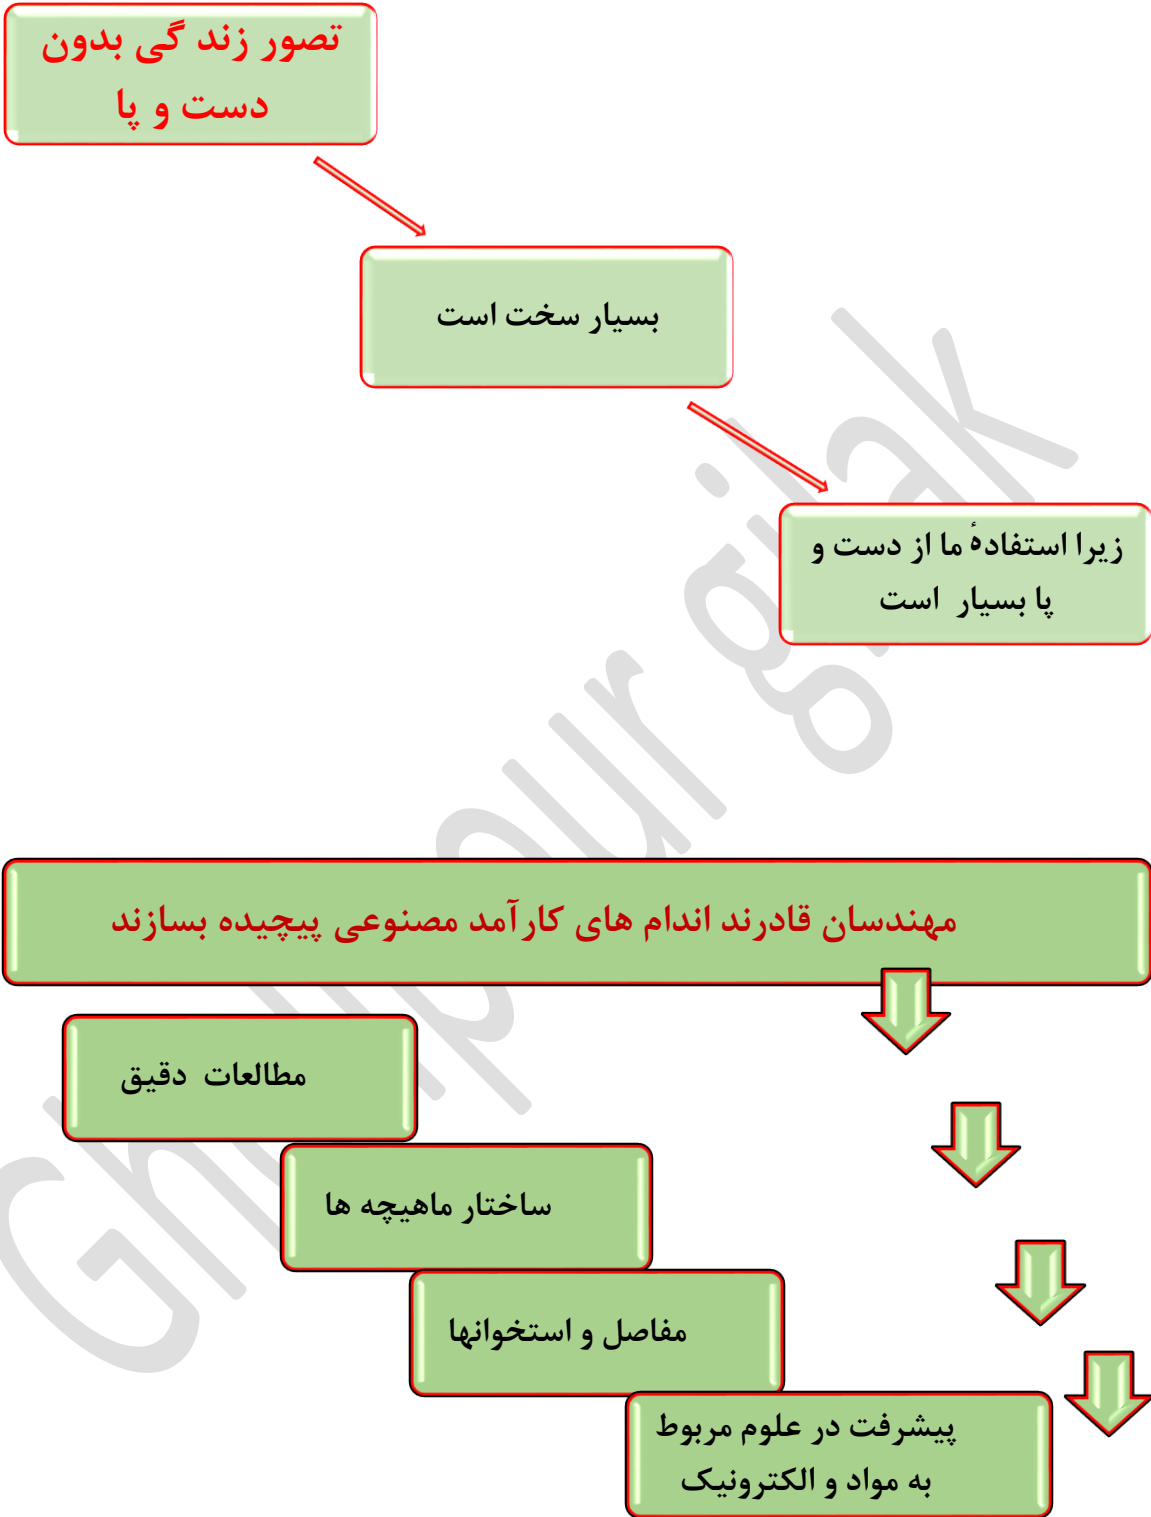 تصور زند گی بدون
دست و پا
بسیار سخت است
زیرا استفادهٔ ما از دست و
پا بسیار است
مهندسان قادرند اندام های کارآمد مصنوعی پیچیده بسازند
مطالعات دقیق
ساختار ماهیچه ها
مفاصل و استخوانها
پیشرفت در علوم مربوط
به مواد و الکترونیک
Gholipur gilak